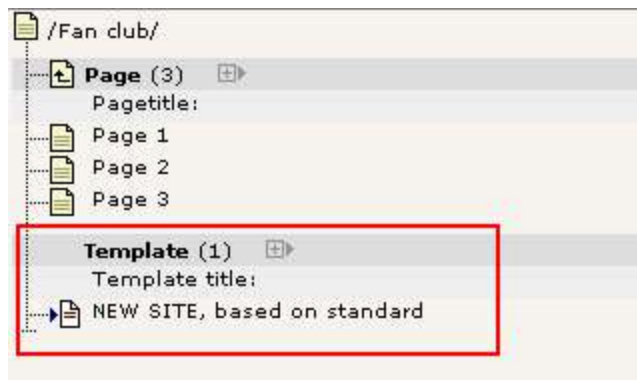 /Fan club/
Page (3)
Pagetitle:
Page 1
Page 2
Page 3
Template (1)
Template title:
NEW SITE, based on standard